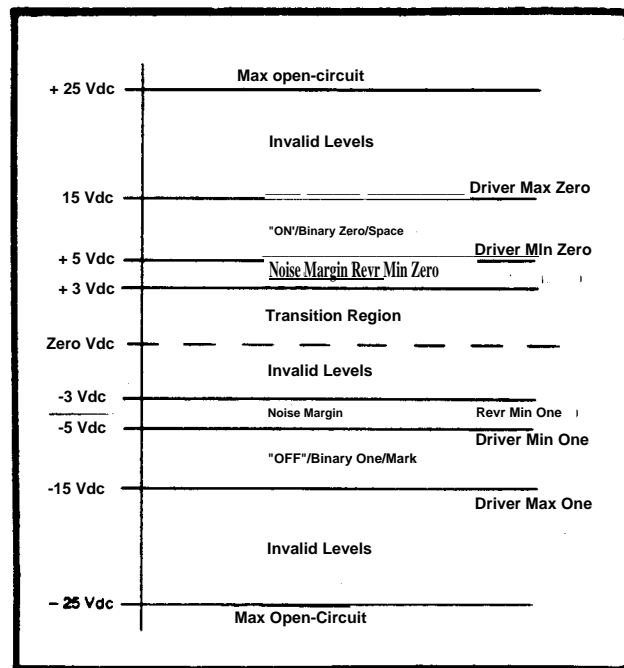 Max open-circuit
+ 25 Vdc
Invalid Levels
15 Vdc
Driver Max Zero
"ON'/Binary Zero/Space
Driver MIn Zero
+ 5 Vdc
Noise Margin Revr Min Zero
+ 3 Vdc
Transition Region
Zero Vdc
Invalid Levels
-3 Vdc
Noise Margin Revr Min One )
-5 Vdc
Driver Min One
"OFF"/Binary One/Mark
-15 Vdc
Driver Max One
Invalid Levels
- 25 Vdc
Max Open-Circuit